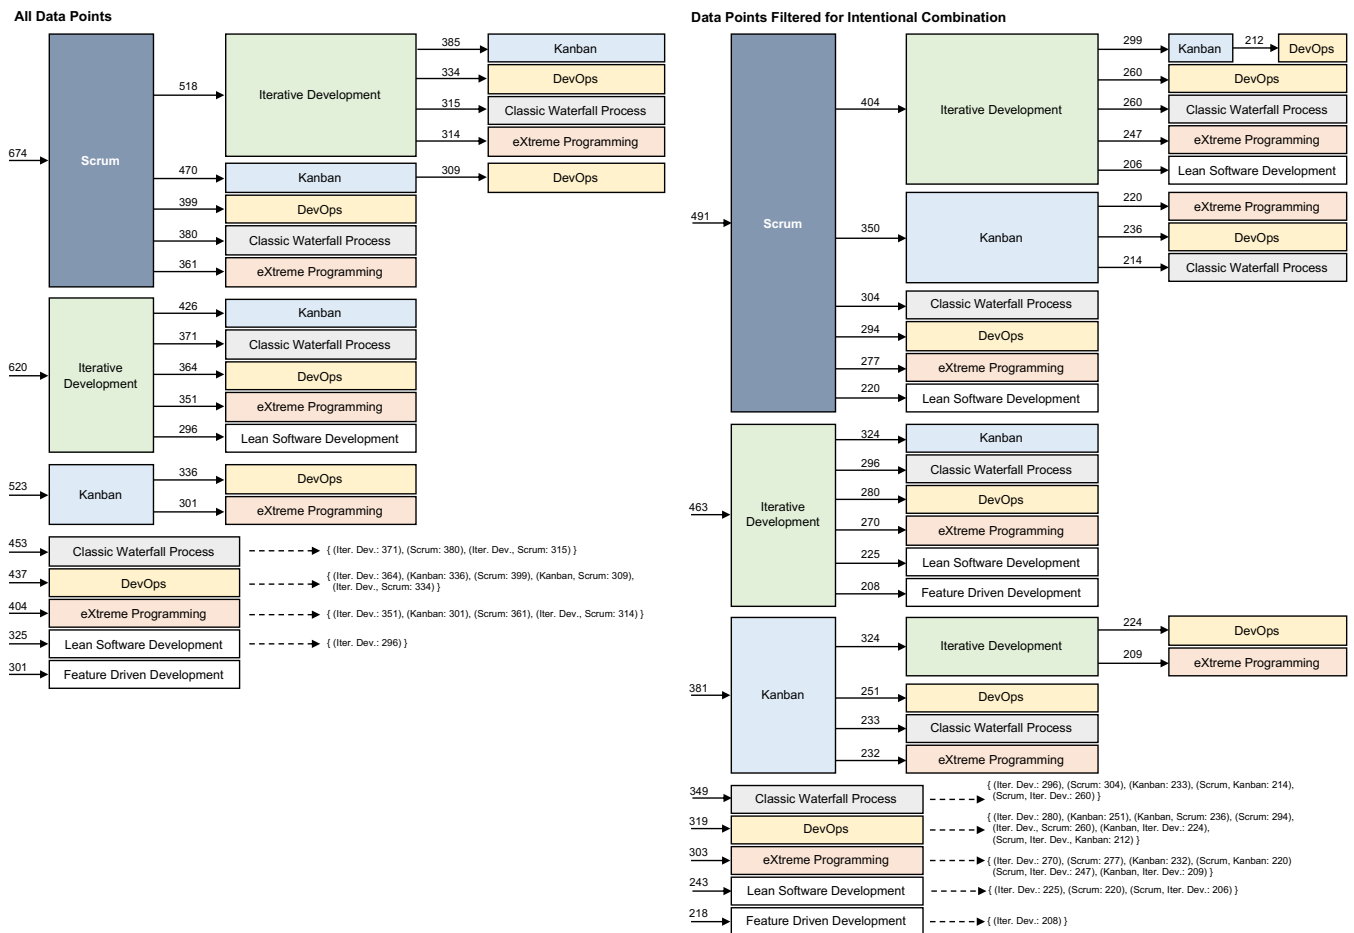 All Data Points
674
Scrum
518
Iterative Development
385
Kanban
334
DevOps
315
Classic Waterfall Process
314
eXtreme Programming
470
Kanban
309
DevOps
399
DevOps
380
Classic Waterfall Process
361
eXtreme Programming
620
Iterative
Development
426
Kanban
371
Classic Waterfall Process
364
DevOps
351
eXtreme Programming
296
Lean Software Development
523
Kanban
336
DevOps
301
eXtreme Programming
453
Classic Waterfall Process
{ (Iter. Dev.: 371), (Scrum: 380), (Iter. Dev., Scrum: 315) }
437
DevOps
{ (Iter. Dev.: 364), (Kanban: 336), (Scrum: 399), (Kanban, Scrum: 309),
(Iter. Dev., Scrum: 334) }
404
eXtreme Programming
{ (Iter. Dev.: 351), (Kanban: 301), (Scrum: 361), (Iter. Dev., Scrum: 314) }
325
Lean Software Development
{ (Iter. Dev.: 296) }
301
Feature Driven Development
Data Points Filtered for Intentional Combination
491
Scrum
404
Iterative Development
299
Kanban
212
DevOps
260
DevOps
260
Classic Waterfall Process
247
eXtreme Programming
206
Lean Software Development
350
Kanban
220
eXtreme Programming
236
DevOps
214
Classic Waterfall Process
304
Classic Waterfall Process
294
DevOps
277
eXtreme Programming
220
Lean Software Development
463
Iterative
Development
324
Kanban
296
Classic Waterfall Process
280
DevOps
270
eXtreme Programming
225
Lean Software Development
208
Feature Driven Development
381
Kanban
324
Iterative Development
224
DevOps
209
eXtreme Programming
251
DevOps
233
Classic Waterfall Process
232
eXtreme Programming
349
Classic Waterfall Process
{ (Iter. Dev.: 296), (Scrum: 304), (Kanban: 233), (Scrum, Kanban: 214),
(Scrum, Iter. Dev.: 260) }
319
DevOps
{ (Iter. Dev.: 280), (Kanban: 251), (Kanban, Scrum: 236), (Scrum: 294),
(Iter. Dev., Scrum: 260), (Kanban, Iter. Dev.: 224),
(Scrum, Iter. Dev., Kanban: 212) }
303
eXtreme Programming
{ (Iter. Dev.: 270), (Scrum: 277), (Kanban: 232), (Scrum, Kanban: 220)
(Scrum, Iter. Dev.: 247), (Kanban, Iter. Dev.: 209) }
243
Lean Software Development
{ (Iter. Dev.: 225), (Scrum: 220), (Scrum, Iter. Dev.: 206) }
218
Feature Driven Development
{ (Iter. Dev.: 208) }